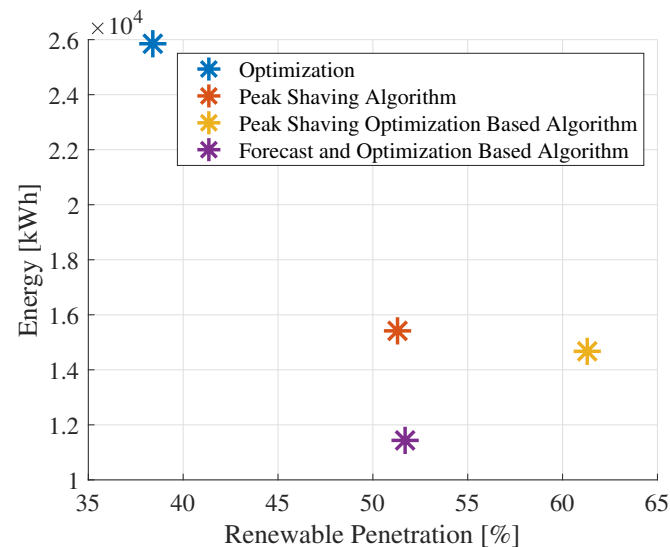 ×10⁴
2.6
2.4
2.2
2
1.8
1.6
1.4
1.2
1
Energy [kWh]
Optimization
Peak Shaving Algorithm
Peak Shaving Optimization Based Algorithm
Forecast and Optimization Based Algorithm
35 40 45 50 55 60 65
Renewable Penetration [%]